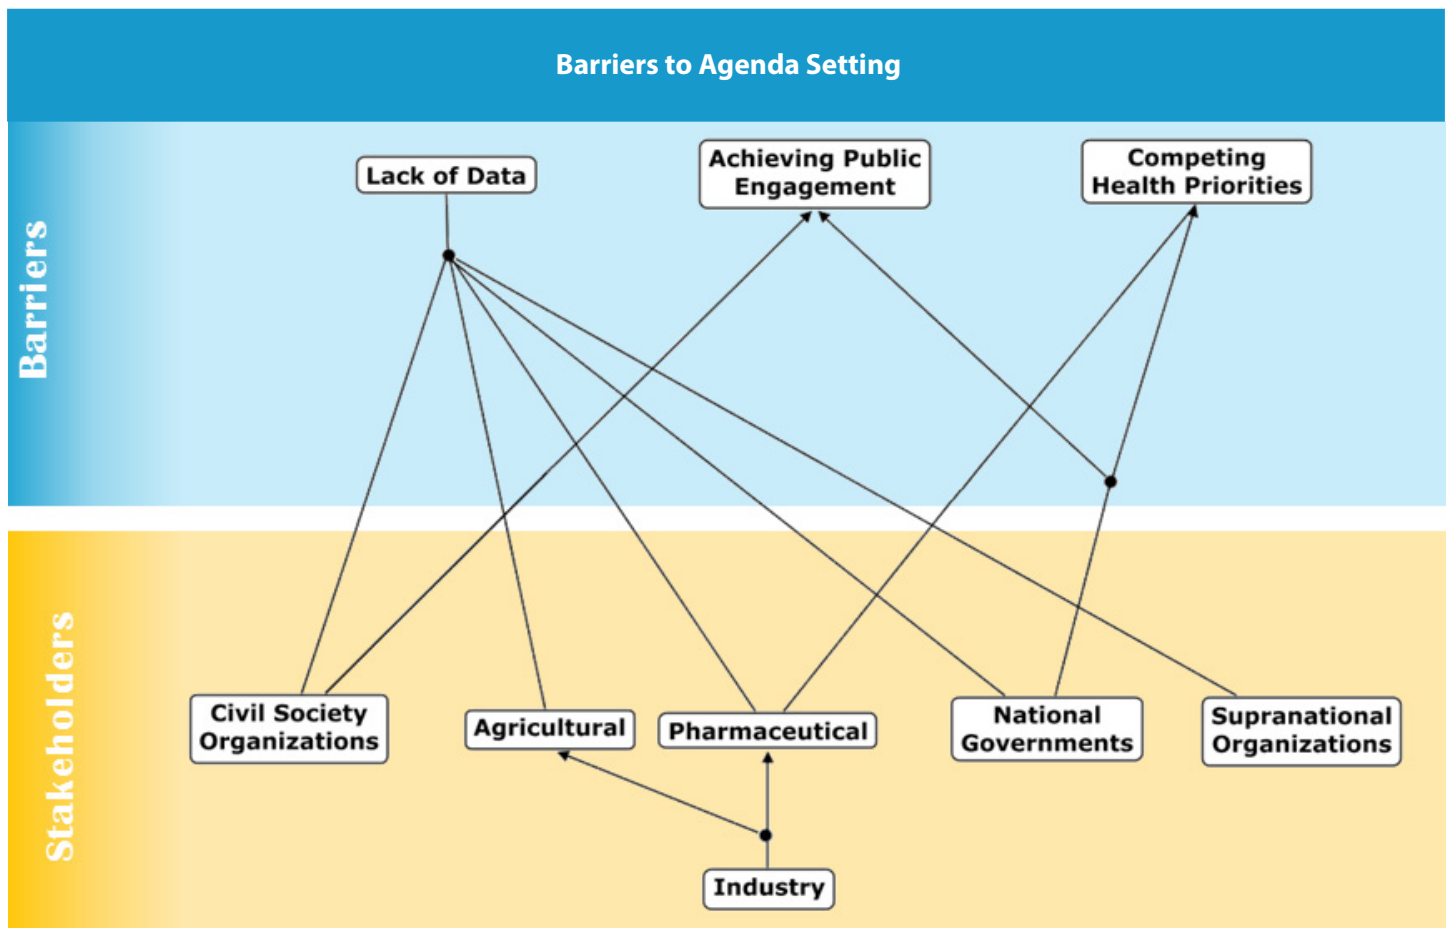 Barriers to Agenda Setting
Barriers
Lack of Data
Achieving Public
Engagement
Competing
Health Priorities
Stakeholders
Civil Society
Organizations
Agricultural
Pharmaceutical
National
Governments
Supranational
Organizations
Industry